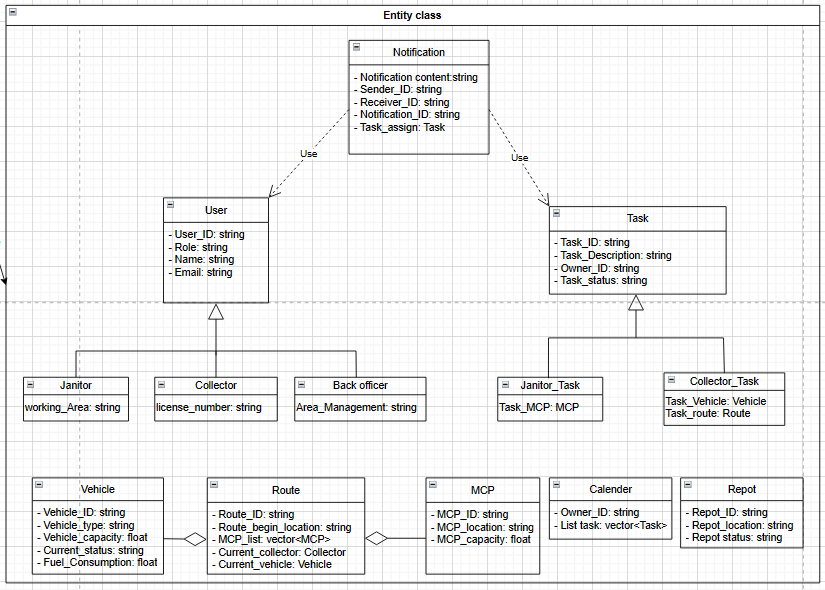 Entity class
Notification
- Notification content:string
- Sender_ID: string
- Receiver_ID: string
- Notification_ID: string
- Task_assign: Task
Use
Use
User
- User_ID: string
- Role: string
- Name: string
- Email: string
Task
- Task_ID: string
- Task_Description: string
- Owner_ID: string
- Task_status: string
Janitor
working_Area: string
Collector
license_number: string
Back officer
Area_Management: string
Janitor_Task
Task_MCP: MCP
Collector_Task
Task_Vehicle: Vehicle
Task_route: Route
Vehicle
- Vehicle_ID: string
- Vehicle_type: string
- Vehicle_capacity: float
- Current_status: string
- Fuel_Consumption: float
Route
- Route_ID: string
- Route_begin_location: string
- MCP_list: vector<MCP>
- Current_collector: Collector
- Current_vehicle: Vehicle
MCP
- MCP_ID: string
- MCP_location: string
- MCP_capacity: float
Calender
- Owner_ID: string
- List task: vector<Task>
Repot
- Repot_ID: string
- Repot_location: string
- Repot status: string